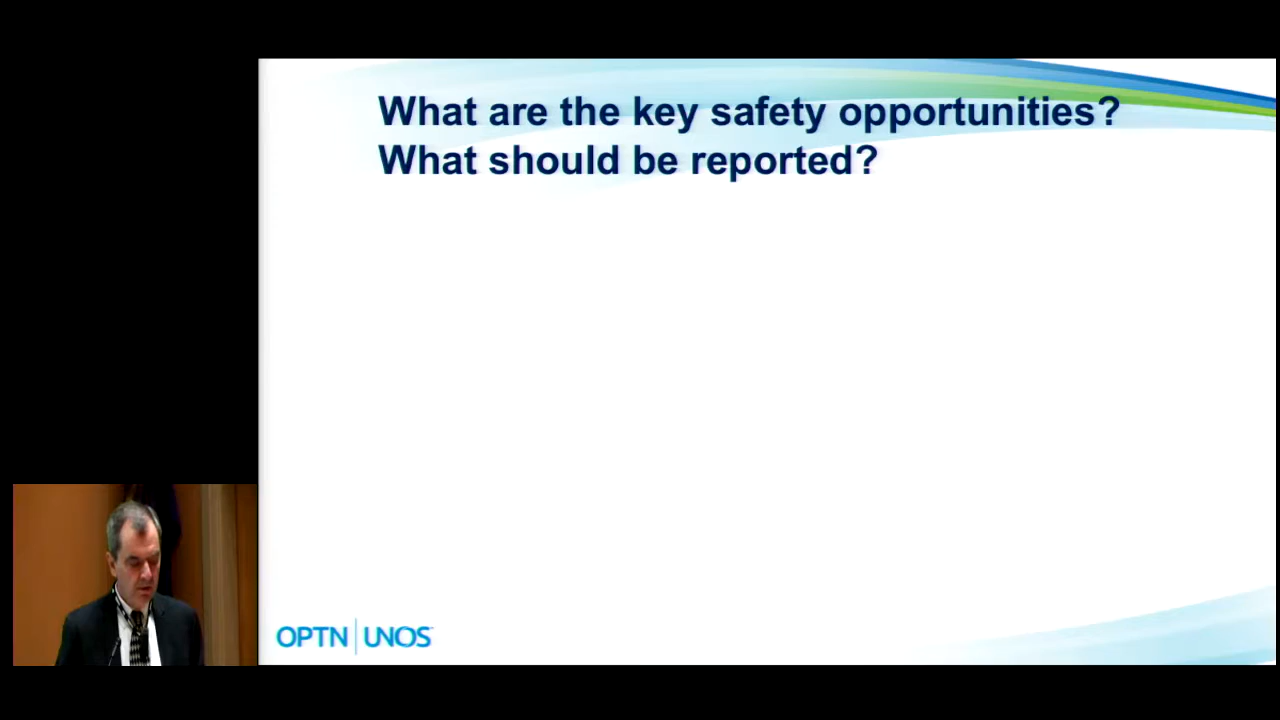 What are the key safety opportunities?
What should be reported?
OPTN | UNOS